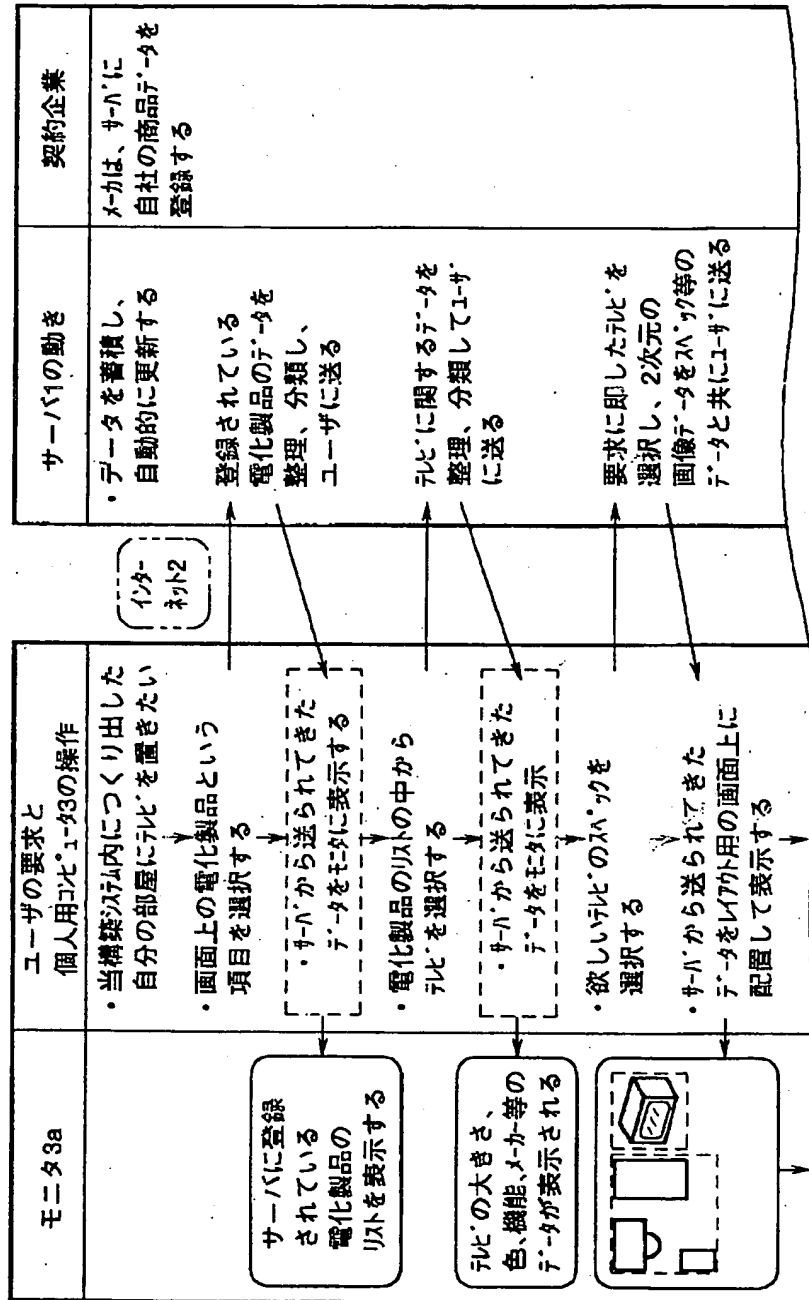 モニタ3a
ユーザの要求と
個人用コンピュータ3の操作
サーバ1の動き
契約企業
・当構築システム内につくり出した
自分の部屋にテレビを置きたい
・画面上の電化製品という
項目を選択する
・サーバから送られてきた
データをモニタに表示する
・電化製品のリストの中から
テレビを選択する
・サーバから送られてきた
データをモニタに表示
・欲しいテレビのスペックを
選択する
・サーバから送られてきた
データをレイアウト用の画面上に
配置して表示する
サーバに登録
されている
電化製品の
リストを表示する
テレビの大きさ、
色、機能、メーカー等の
データが表示される
インター
ネット2
・データを蓄積し、
自動的に更新する
登録されている
電化製品のデータを
整理、分類し、
ユーザに送る
テレビに関するデータを
整理、分類してユーザ
に送る
要求に即したテレビを
選択し、2次元の
画像データをスペック等の
データと共にユーザに送る
メーカは、サーバに
自社の商品データを
登録する